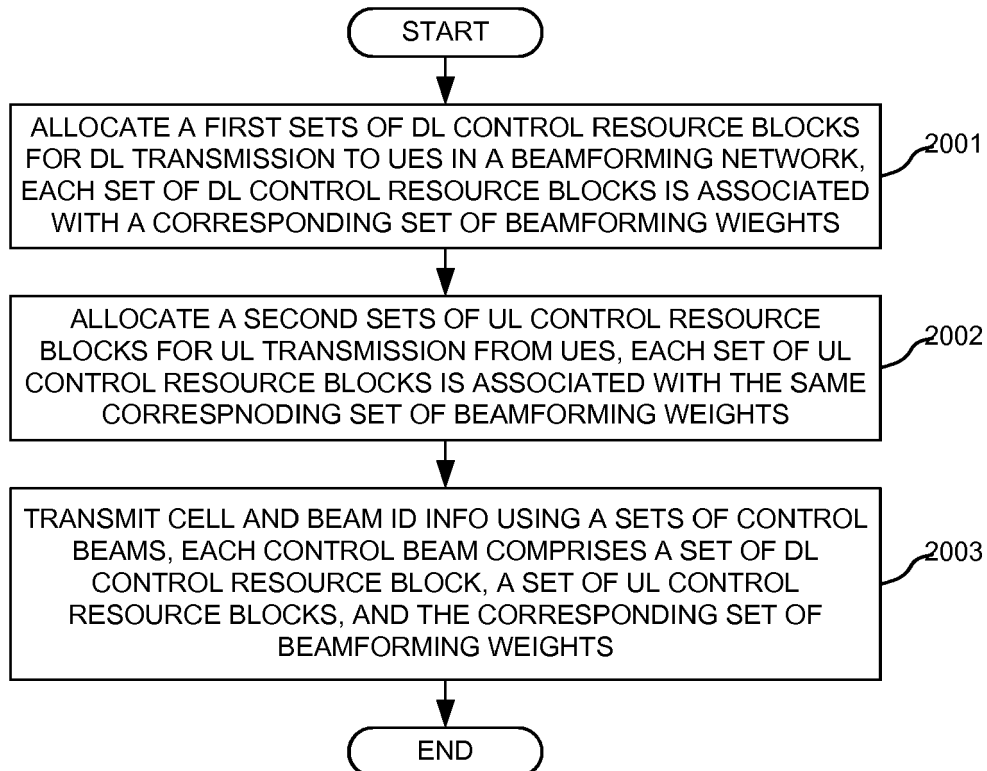 START
ALLOCATE A FIRST SETS OF DL CONTROL RESOURCE BLOCKS
FOR DL TRANSMISSION TO UES IN A BEAMFORMING NETWORK,
EACH SET OF DL CONTROL RESOURCE BLOCKS IS ASSOCIATED
WITH A CORRESPONDING SET OF BEAMFORMING WIEGHTS
2001
ALLOCATE A SECOND SETS OF UL CONTROL RESOURCE
BLOCKS FOR UL TRANSMISSION FROM UES, EACH SET OF UL
CONTROL RESOURCE BLOCKS IS ASSOCIATED WITH THE SAME
CORRESPNODING SET OF BEAMFORMING WEIGHTS
2002
TRANSMIT CELL AND BEAM ID INFO USING A SETS OF CONTROL
BEAMS, EACH CONTROL BEAM COMPRISES A SET OF DL
CONTROL RESOURCE BLOCK, A SET OF UL CONTROL
RESOURCE BLOCKS, AND THE CORRESPONDING SET OF
BEAMFORMING WEIGHTS
2003
END